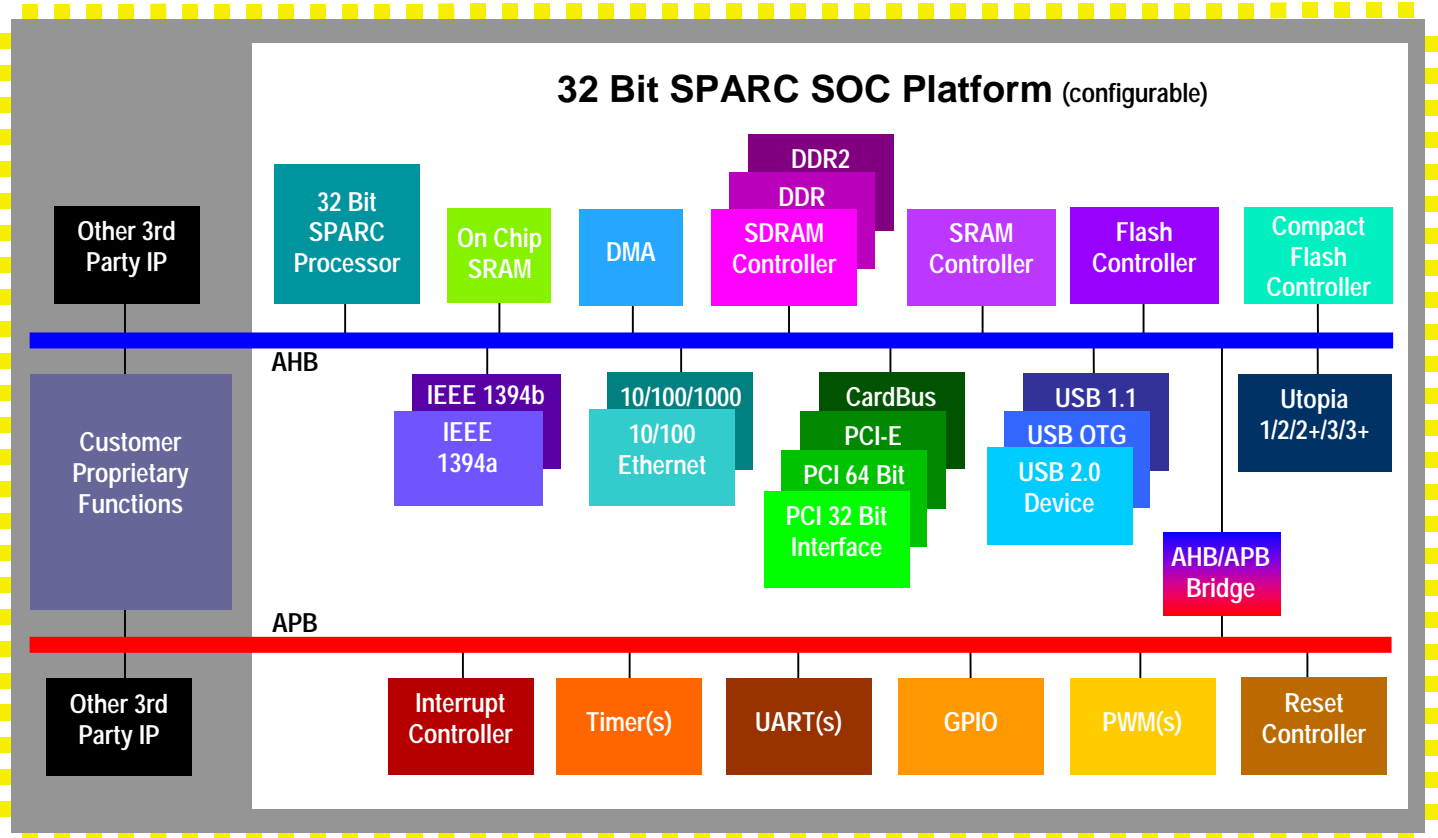 32 Bit SPARC SOC Platform (configurable)
Other 3rd
Party IP
32 Bit
SPARC
Processor
On Chip
SRAM
DMA
DDR2
DDR
SDRAM
Controller
SRAM
Controller
Flash
Controller
Compact
Flash
Controller
AHB
Customer
Proprietary
Functions
IEEE 1394b
IEEE
1394a
10/100/1000
10/100
Ethernet
CardBus
PCI-E
PCI 64 Bit
PCI 32 Bit
Interface
USB 1.1
USB OTG
USB 2.0
Device
Utopia
1/2/2+/3/3+
AHB/APB
Bridge
APB
Other 3rd
Party IP
Interrupt
Controller
Timer(s)
UART(s)
GPIO
PWM(s)
Reset
Controller